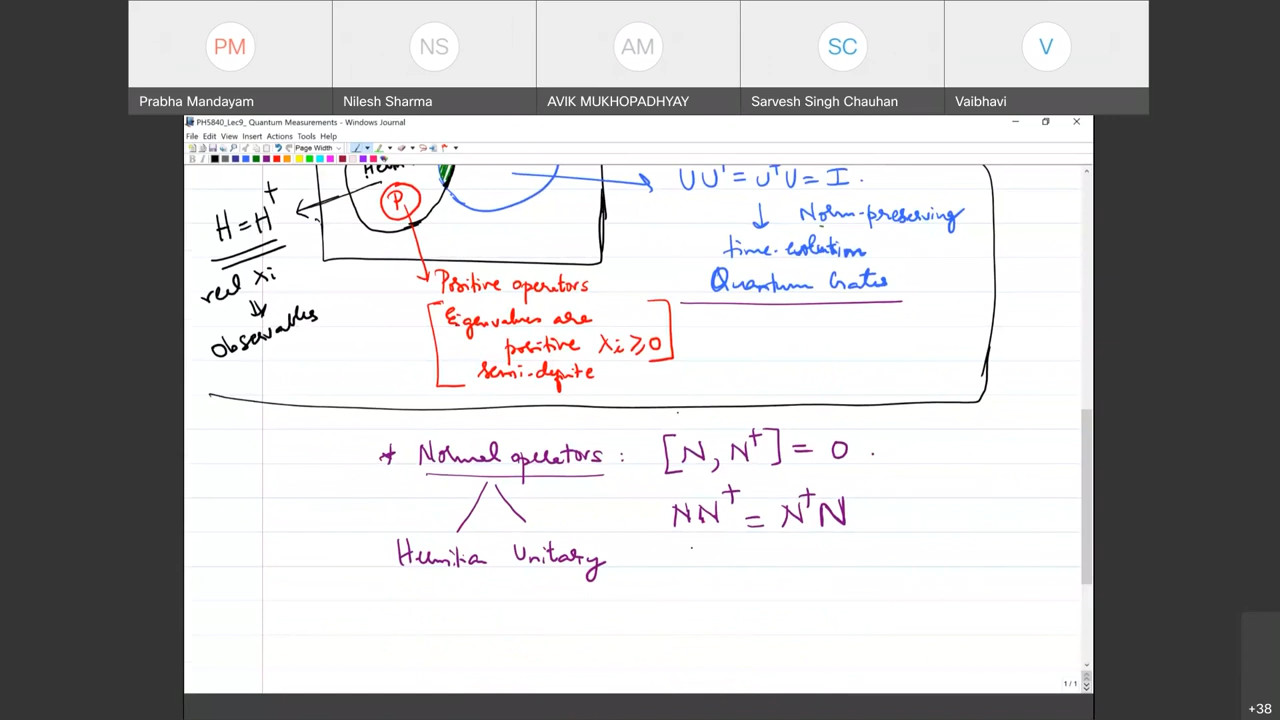 PM
NS
AM
SC
V
Prabha Mandayam
Nilesh Sharma
AVIK MUKHOPADHYAY
Sarvesh Singh Chauhan
Vaibhavi
PH5840_Lec9_ Quantum Measurements - Windows Journal
File Edit View Insert Actions Tools Help
Page Width
B I
P
H = H†
real λi
⇓
observables
Positive operators
Eigenvalues are
positive λi ⩾ 0
semi-definite
UU† = U†U = I .
↓ Norm-preserving
time-evolution
Quantum Gates
* Normal operators : [N, N†] = 0 .
NN† = N†N
Hermitian Unitary
1 / 1
+38